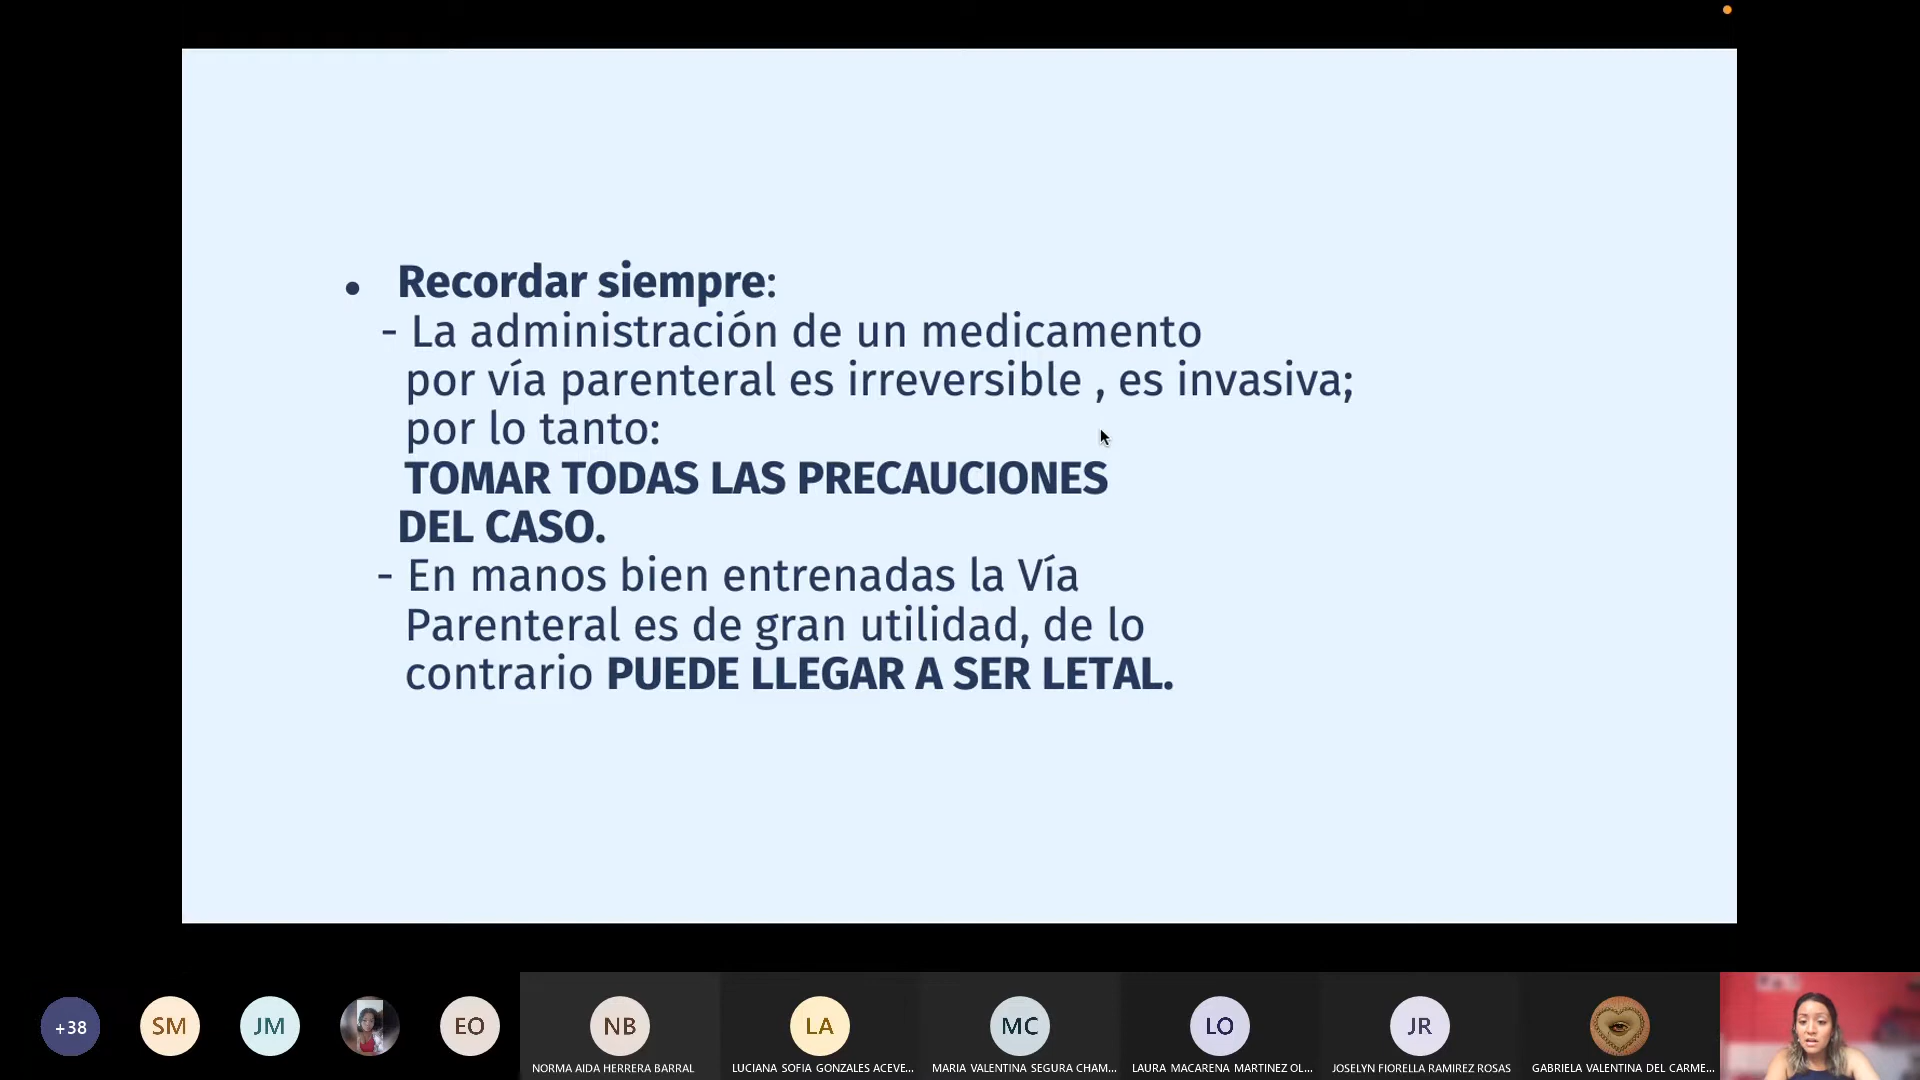 • Recordar siempre:
- La administración de un medicamento
por vía parenteral es irreversible , es invasiva;
por lo tanto:
TOMAR TODAS LAS PRECAUCIONES
DEL CASO.
- En manos bien entrenadas la Vía
Parenteral es de gran utilidad, de lo
contrario PUEDE LLEGAR A SER LETAL.
+38
SM
JM
EO
NB
LA
MC
LO
JR
NORMA AIDA HERRERA BARRAL
LUCIANA SOFIA GONZALES ACEVE...
MARIA VALENTINA SEGURA CHAM...
LAURA MACARENA MARTINEZ OL...
JOSELYN FIORELLA RAMIREZ ROSAS
GABRIELA VALENTINA DEL CARME...